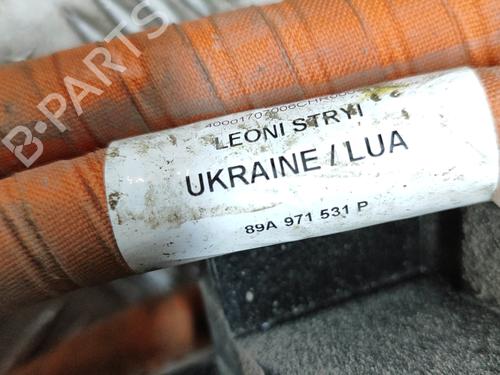 LEONI STRYI
UKRAINE / LUA
89A 971 531 P
B-PARTS